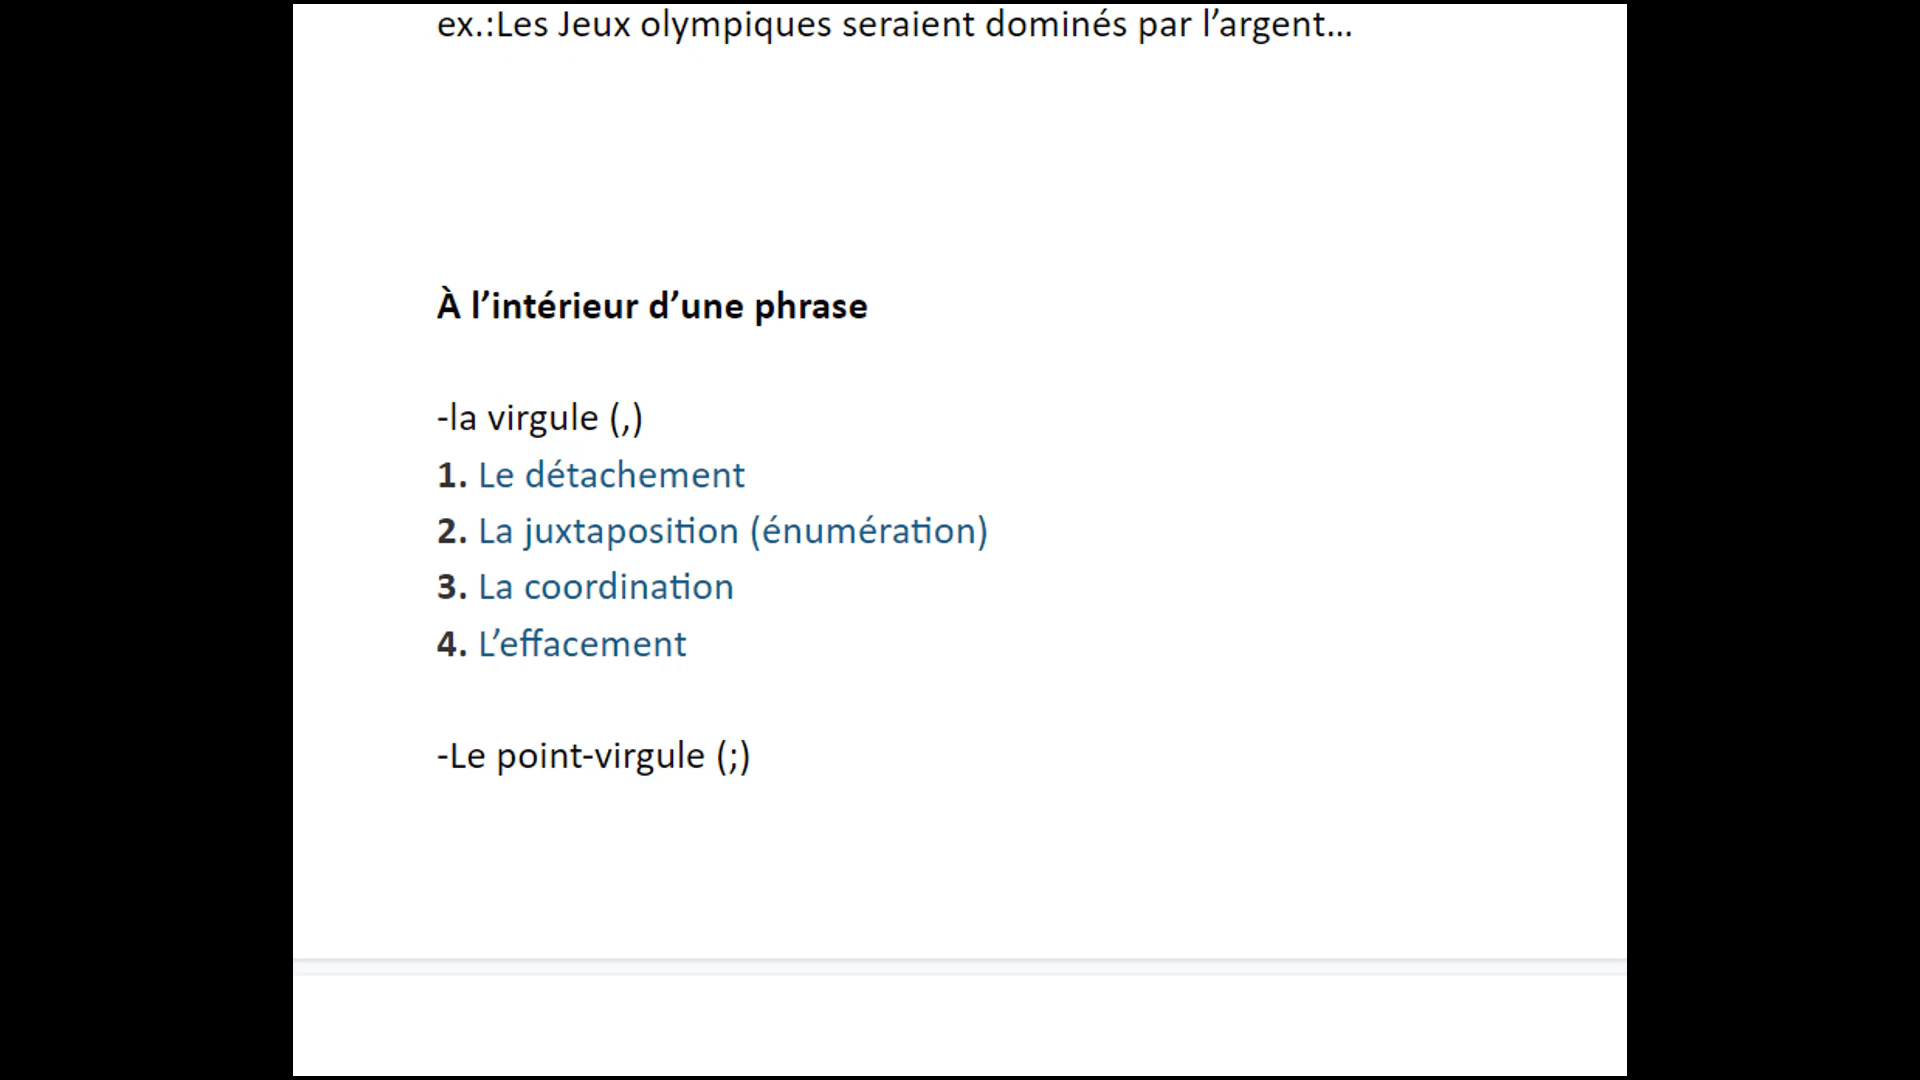 ex.:Les Jeux olympiques seraient dominés par l’argent...
À l’intérieur d’une phrase
-la virgule (,)
1. Le détachement
2. La juxtaposition (énumération)
3. La coordination
4. L’effacement
-Le point-virgule (;)